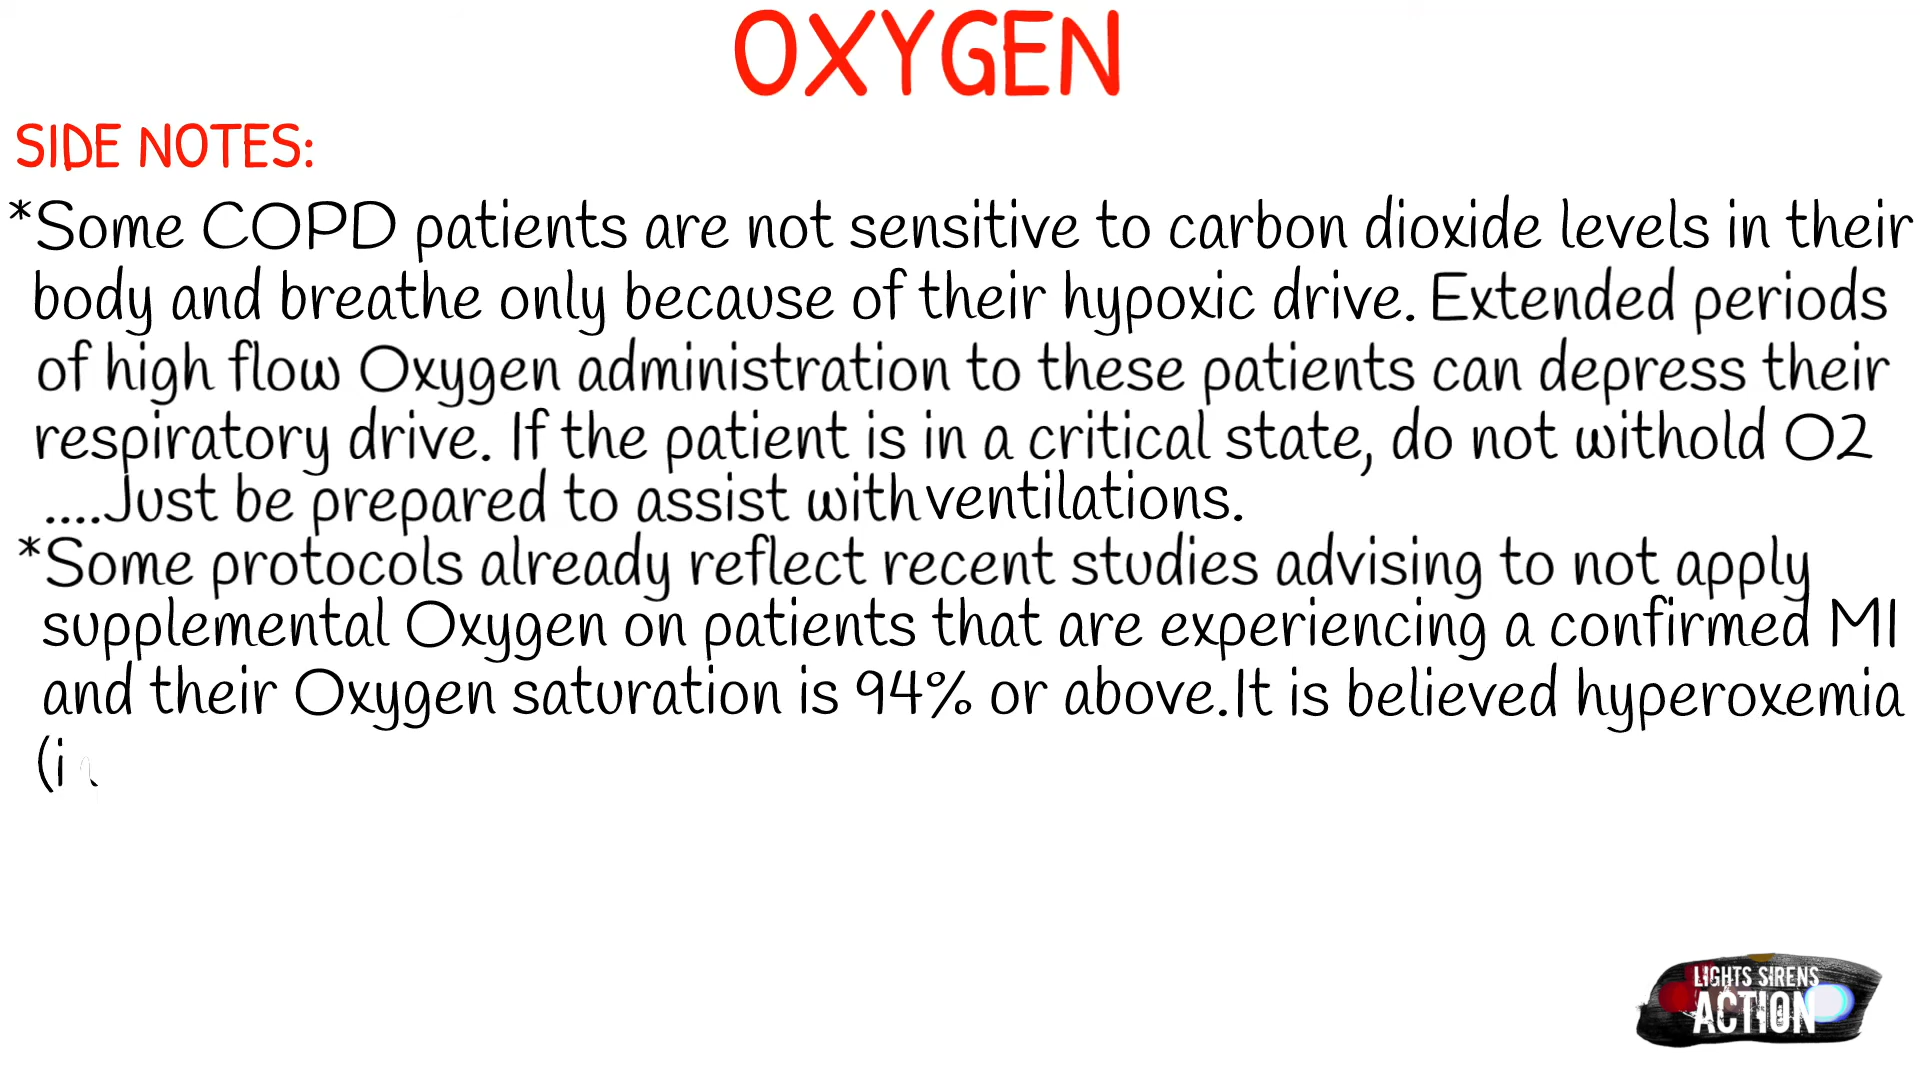 OXYGEN
SIDE NOTES:
*Some COPD patients are not sensitive to carbon dioxide levels in their
body and breathe only because of their hypoxic drive. Extended periods
of high flow Oxygen administration to these patients can depress their
respiratory drive. If the patient is in a critical state, do not withold O2
....Just be prepared to assist with ventilations.
*Some protocols already reflect recent studies advising to not apply
supplemental Oxygen on patients that are experiencing a confirmed MI
and their Oxygen saturation is 94% or above.It is believed hyperoxemia
(i
LIGHTS SIRENS
ACTION